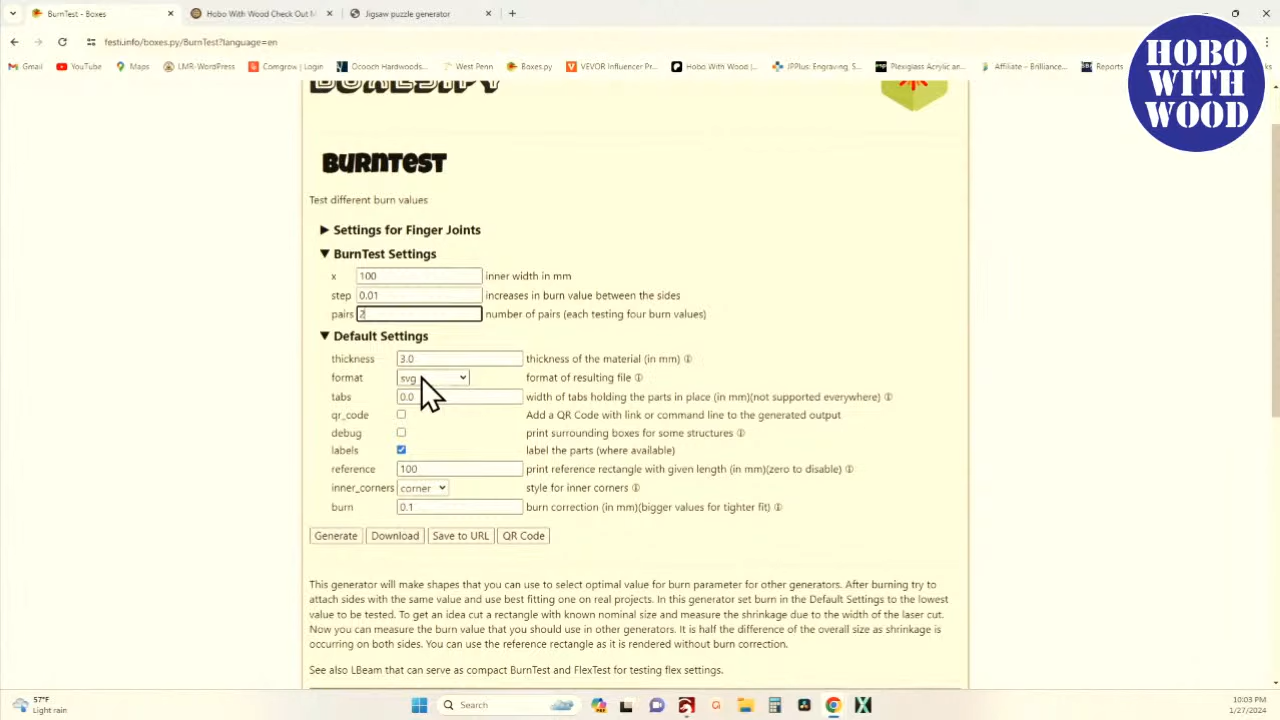 BurnTest - Boxes
Hobo With Wood Check Out M
Jigsaw puzzle generator
festi.info/boxes.py/BurnTest?language=en
Gmail YouTube Maps LMR-WordPress Comgrow | Login: Ocooch Hardwoods... West Penn Boxes.py VEVOR Influencer Pr... Hobo With Wood |... JPPlus: Engraving, S... Plexiglass Acrylic an... Affiliate – Brilliance... Reports
HOBO
WITH
WOOD
BOXES.PY
BURNTEST
Test different burn values
Settings for Finger Joints
BurnTest Settings
x 100 inner width in mm
step 0.01 increases in burn value between the sides
pairs 2 number of pairs (each testing four burn values)
Default Settings
thickness 3.0 thickness of the material (in mm)
format svg format of resulting file
tabs 0.0 width of tabs holding the parts in place (in mm)(not supported everywhere)
qr_code Add a QR Code with link or command line to the generated output
debug print surrounding boxes for some structures
labels label the parts (where available)
reference 100 print reference rectangle with given length (in mm)(zero to disable)
inner_corners corner style for inner corners
burn 0.1 burn correction (in mm)(bigger values for tighter fit)
Generate Download Save to URL QR Code
This generator will make shapes that you can use to select optimal value for burn parameter for other generators. After burning try to
attach sides with the same value and use best fitting one on real projects. In this generator set burn in the Default Settings to the lowest
value to be tested. To get an idea cut a rectangle with known nominal size and measure the shrinkage due to the width of the laser cut.
Now you can measure the burn value that you should use in other generators. It is half the difference of the overall size as shrinkage is
occurring on both sides. You can use the reference rectangle as it is rendered without burn correction.
See also LBeam that can serve as compact BurnTest and FlexTest for testing flex settings.
57°F
Light rain
Search
10:03 PM
1/27/2024